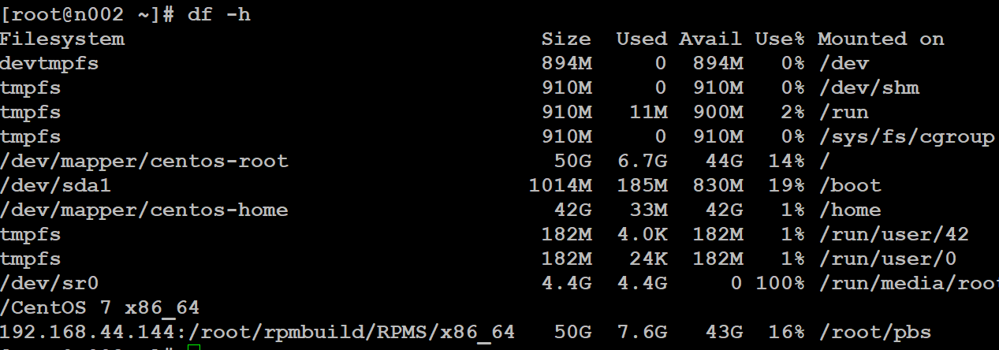 [root@n002 ~]# df -h
Filesystem Size Used Avail Use% Mounted on
devtmpfs 894M 0 894M 0% /dev
tmpfs 910M 0 910M 0% /dev/shm
tmpfs 910M 11M 900M 2% /run
tmpfs 910M 0 910M 0% /sys/fs/cgroup
/dev/mapper/centos-root 50G 6.7G 44G 14% /
/dev/sda1 1014M 185M 830M 19% /boot
/dev/mapper/centos-home 42G 33M 42G 1% /home
tmpfs 182M 4.0K 182M 1% /run/user/42
tmpfs 182M 24K 182M 1% /run/user/0
/dev/sr0 4.4G 4.4G 0 100% /run/media/root
/CentOS 7 x86_64
192.168.44.144:/root/rpmbuild/RPMS/x86_64 50G 7.6G 43G 16% /root/pbs